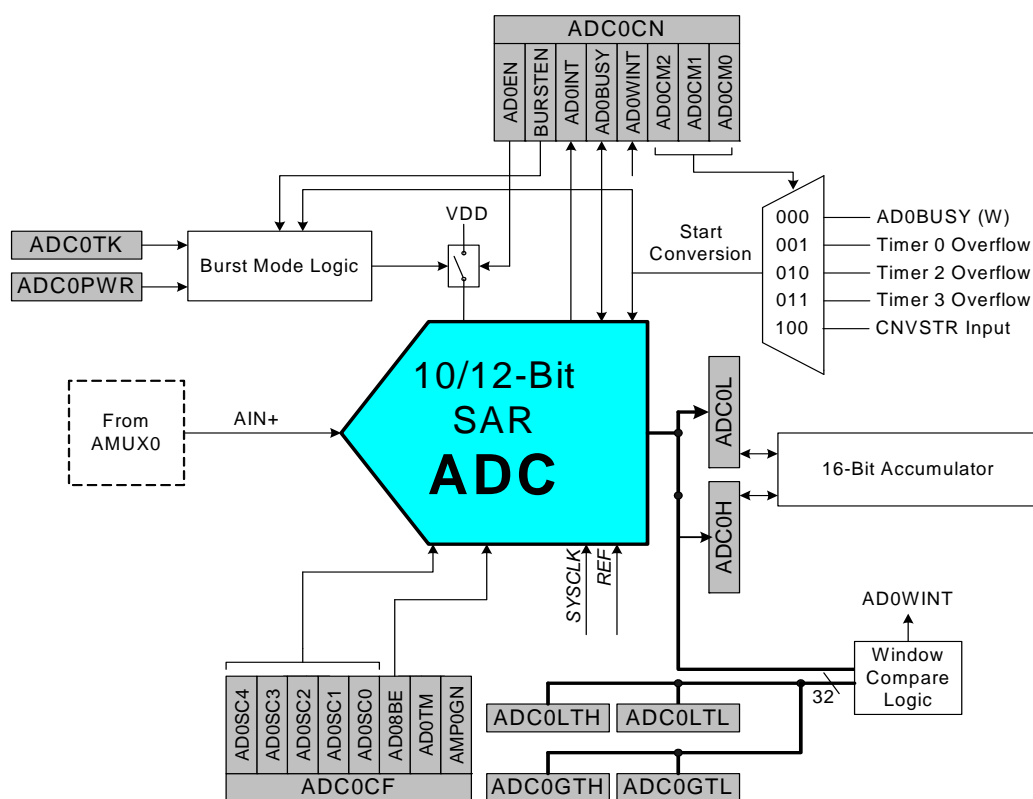 ADC0CN
AD0EN
BURSTEN
AD0INT
AD0BUSY
AD0WINT
AD0CM2
AD0CM1
AD0CM0
VDD
Start
Conversion
000
001
010
011
100
AD0BUSY (W)
Timer 0 Overflow
Timer 2 Overflow
Timer 3 Overflow
CNVSTR Input
ADC0TK
ADC0PWR
Burst Mode Logic
From
AMUX0
AIN+
10/12-Bit
SAR
ADC
ADC0L
ADC0H
16-Bit Accumulator
SYSCLK
REF
AD0WINT
Window
Compare
Logic
32
AD0SC4
AD0SC3
AD0SC2
AD0SC1
AD0SC0
AD08BE
AD0TM
AMP0GN
ADC0CF
ADC0LTH
ADC0LTL
ADC0GTH
ADC0GTL